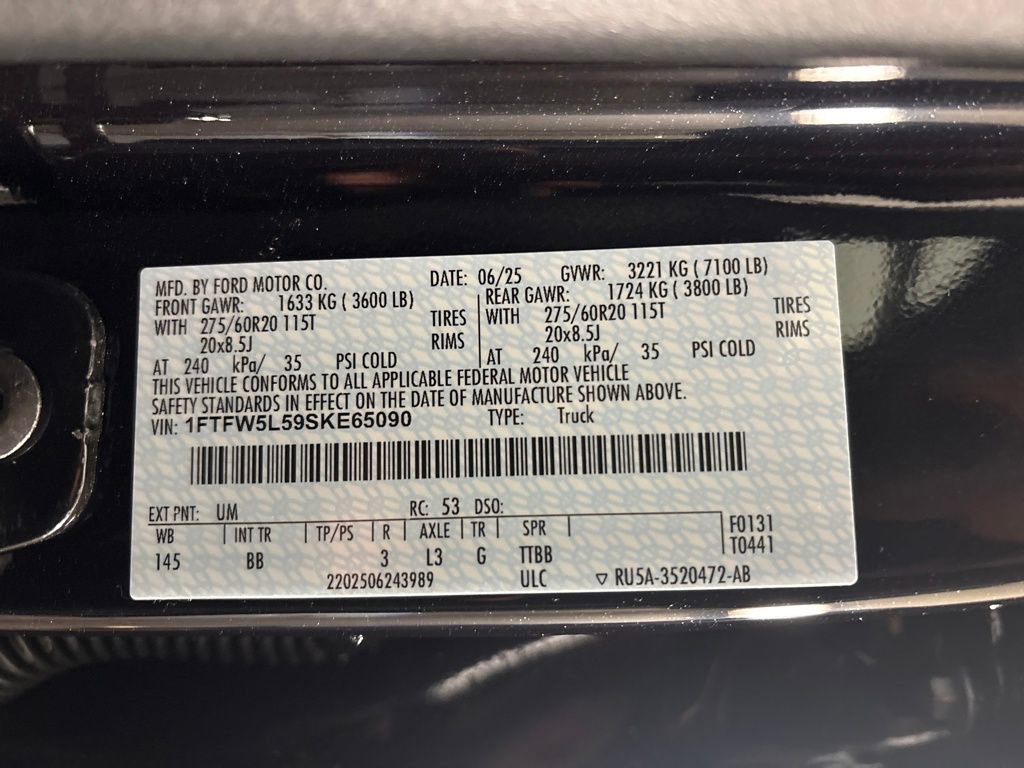 MFD. BY FORD MOTOR CO. DATE: 06/25 GVWR: 3221 KG ( 7100 LB)
FRONT GAWR: 1633 KG ( 3600 LB) REAR GAWR: 1724 KG ( 3800 LB)
WITH 275/60R20 115T TIRES WITH 275/60R20 115T TIRES
20x8.5J RIMS 20x8.5J RIMS
AT 240 kPa/ 35 PSI COLD AT 240 kPa/ 35 PSI COLD
THIS VEHICLE CONFORMS TO ALL APPLICABLE FEDERAL MOTOR VEHICLE
SAFETY STANDARDS IN EFFECT ON THE DATE OF MANUFACTURE SHOWN ABOVE.
VIN: 1FTFW5L59SKE65090 TYPE: Truck
EXT PNT: UM RC: 53 DSO:
WB INT TR TP/PS R AXLE TR SPR F0131
145 BB 3 L3 G TTBB T0441
2202506243989 ULC ▽ RU5A-3520472-AB